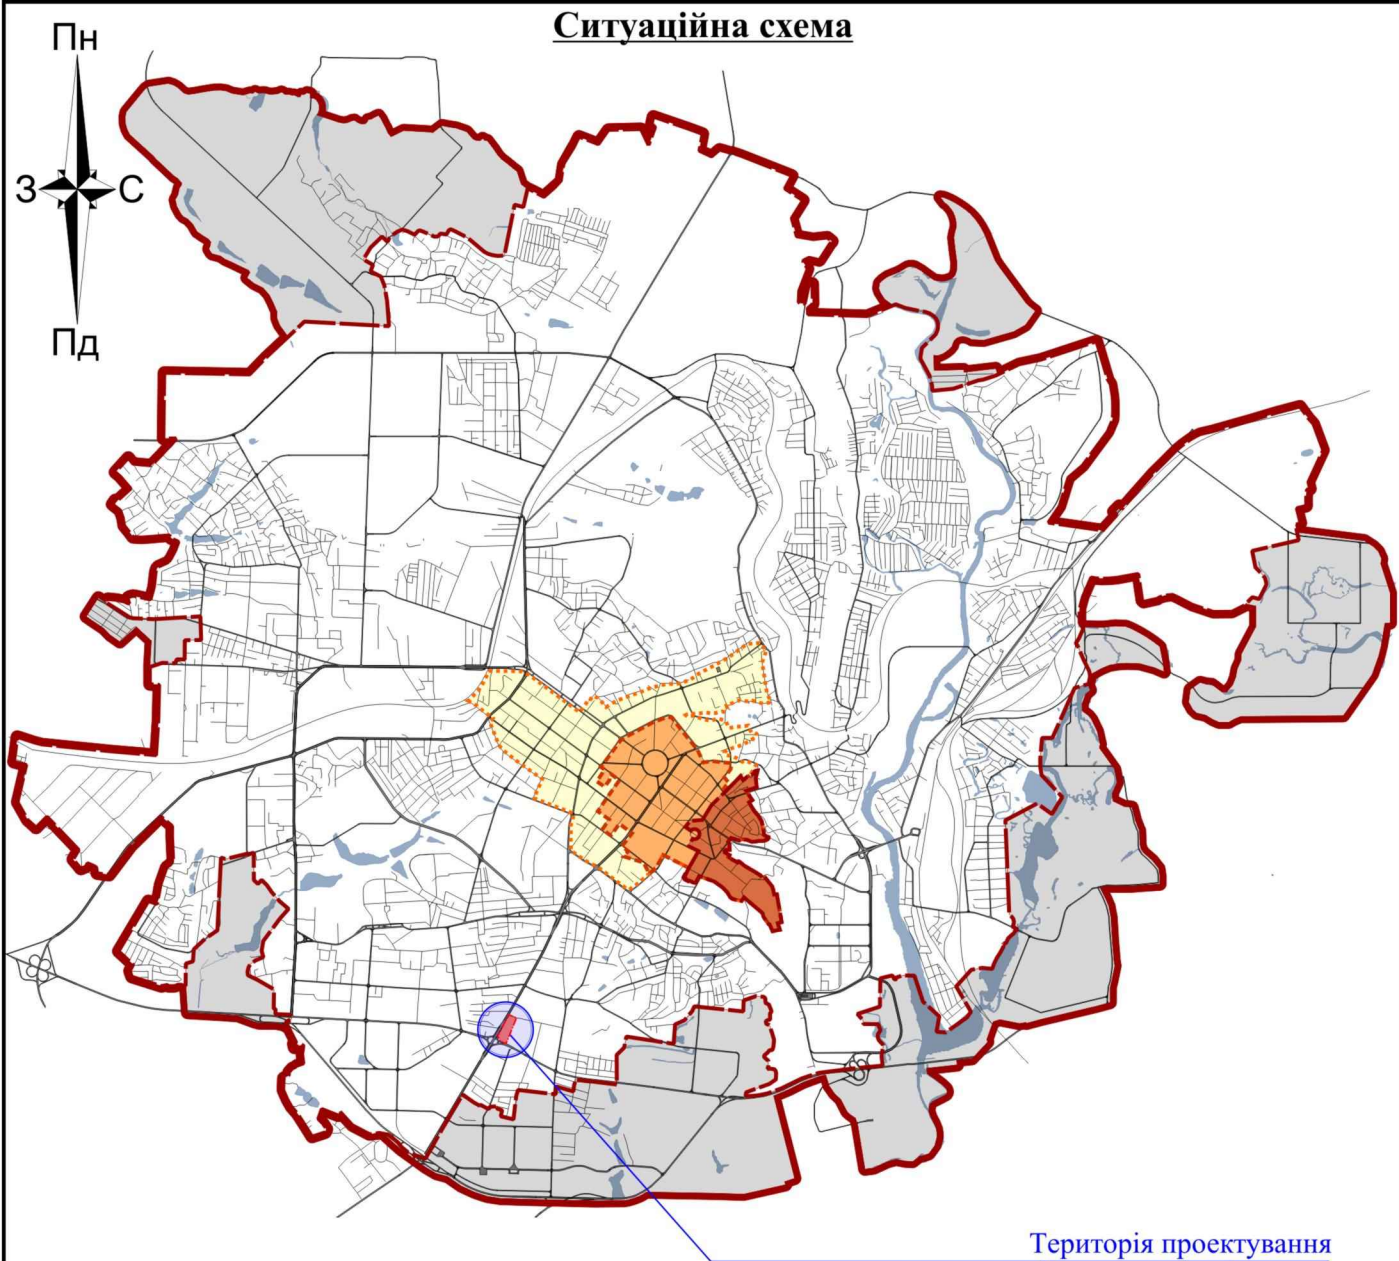 Ситуаційна схема
Пн
З
С
Пд
Територія проектування